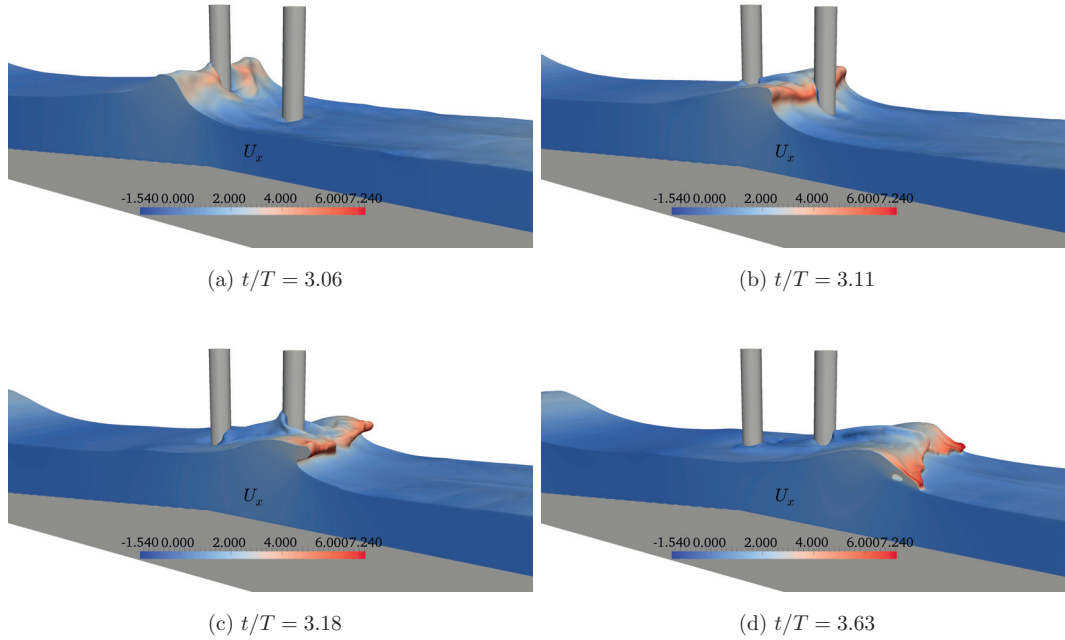 U_x
-1.540 0.000 2.000 4.000 6.0007.240
(a) t/T = 3.06
U_x
-1.540 0.000 2.000 4.000 6.0007.240
(b) t/T = 3.11
U_x
-1.540 0.000 2.000 4.000 6.0007.240
(c) t/T = 3.18
U_x
-1.540 0.000 2.000 4.000 6.0007.240
(d) t/T = 3.63